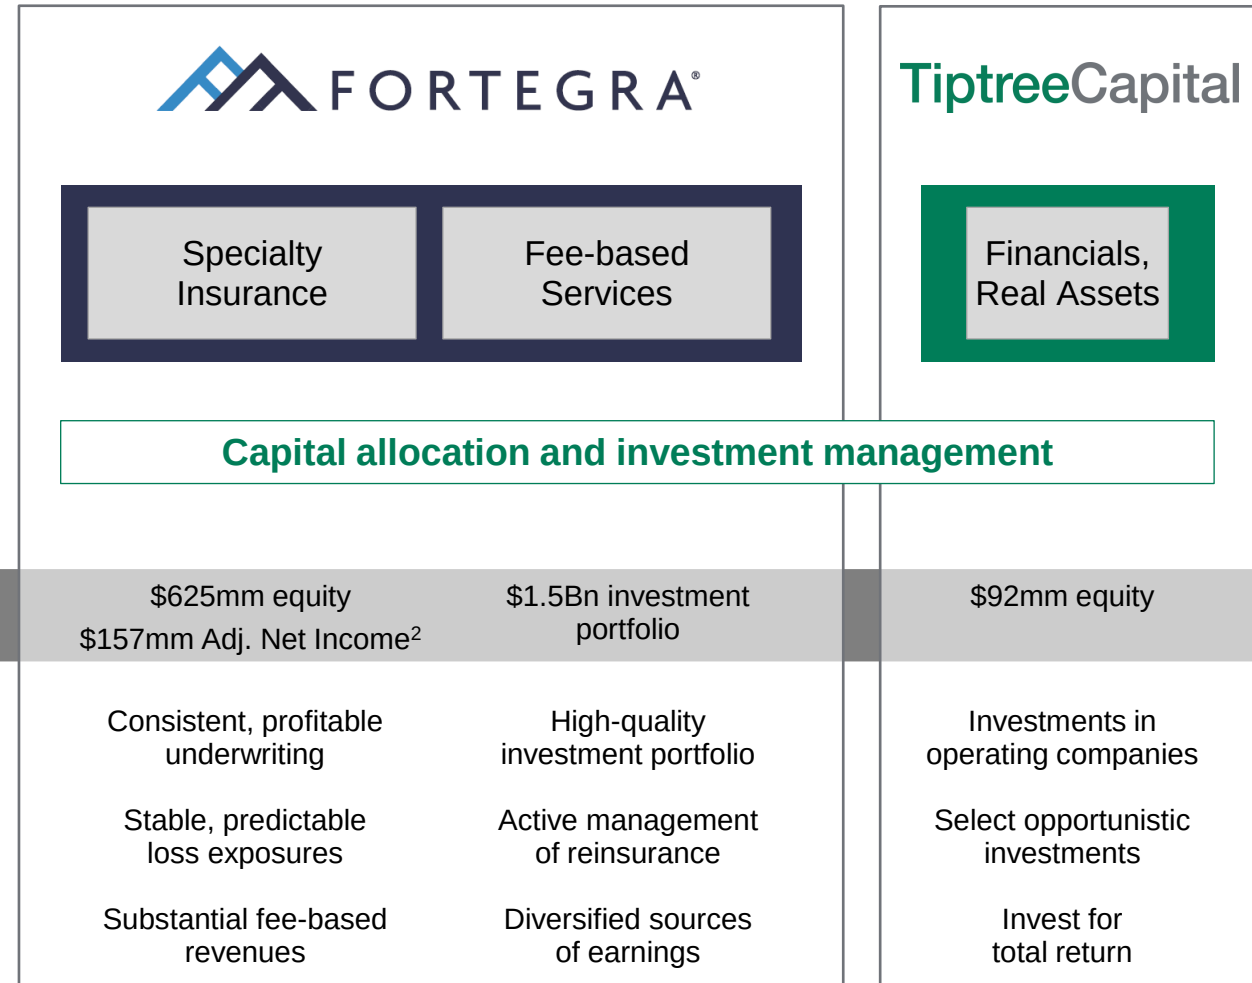 FORTEGRA®
TiptreeCapital
Specialty
Insurance
Fee-based
Services
Financials,
Real Assets
Capital allocation and investment management
$625mm equity
$157mm Adj. Net Income2
$1.5Bn investment
portfolio
$92mm equity
Consistent, profitable
underwriting
High-quality
investment portfolio
Investments in
operating companies
Stable, predictable
loss exposures
Active management
of reinsurance
Select opportunistic
investments
Substantial fee-based
revenues
Diversified sources
of earnings
Invest for
total return